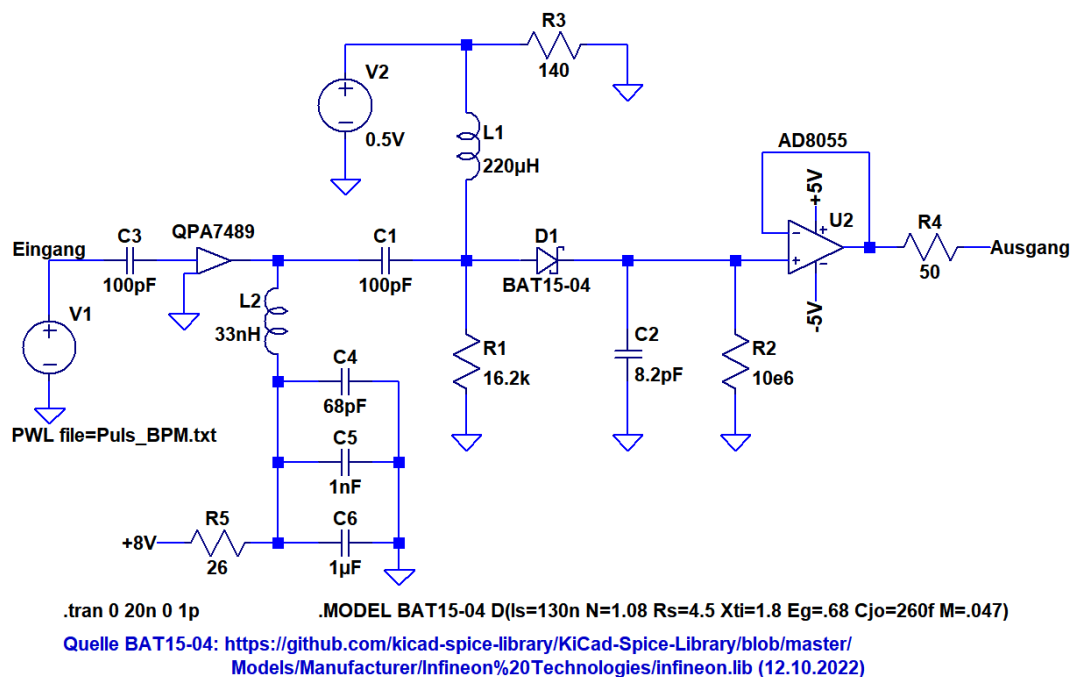 R3
140
V2
0.5V
L1
220µH
AD8055
+5V
U2
-5V
R4
50
Ausgang
Eingang
C3
100pF
QPA7489
C1
100pF
D1
BAT15-04
V1
L2
33nH
R1
16.2k
C2
8.2pF
R2
10e6
C4
68pF
PWL file=Puls_BPM.txt
C5
1nF
+8V
R5
26
C6
1µF
.tran 0 20n 0 1p
.MODEL BAT15-04 D(Is=130n N=1.08 Rs=4.5 Xti=1.8 Eg=.68 Cjo=260f M=.047)
Quelle BAT15-04: https://github.com/kicad-spice-library/KiCad-Spice-Library/blob/master/
Models/Manufacturer/Infineon%20Technologies/infineon.lib (12.10.2022)